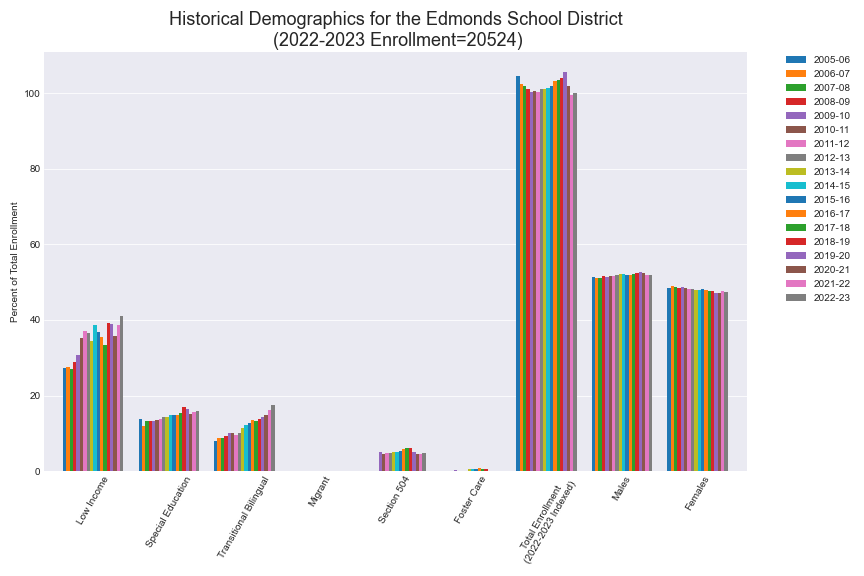 Historical Demographics for the Edmonds School District
(2022-2023 Enrollment=20524)
Percent of Total Enrollment
100
80
60
40
20
0
Low Income
Special Education
Transitional Bilingual
Migrant
Section 504
Foster Care
Total Enrollment
(2022-2023 Indexed)
Males
Females
2005-06
2006-07
2007-08
2008-09
2009-10
2010-11
2011-12
2012-13
2013-14
2014-15
2015-16
2016-17
2017-18
2018-19
2019-20
2020-21
2021-22
2022-23